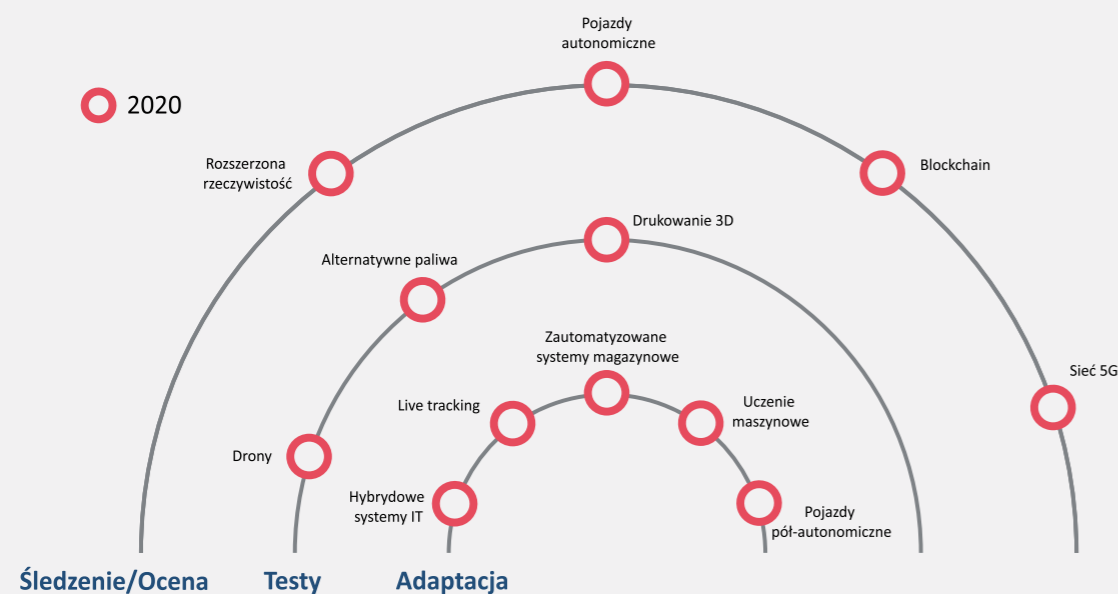 Pojazdy
autonomiczne
2020
Rozszerzona
rzeczywistość
Blockchain
Drukowanie 3D
Alternatywne paliwa
Zautomatyzowane
systemy magazynowe
Sieć 5G
Live tracking
Uczenie
maszynowe
Drony
Hybrydowe
systemy IT
Pojazdy
pół-autonomiczne
Śledzenie/Ocena
Testy
Adaptacja